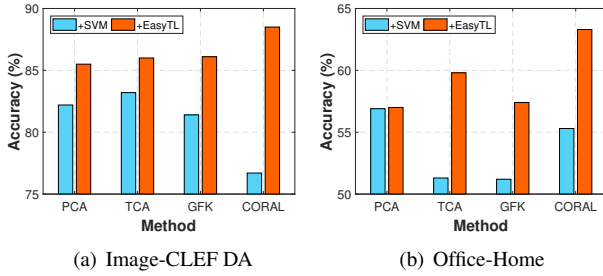 90
85
80
75
Accuracy (%)
+SVM +EasyTL
PCA TCA GFK CORAL
Method
(a) Image-CLEF DA
65
60
55
50
Accuracy (%)
+SVM +EasyTL
PCA TCA GFK CORAL
Method
(b) Office-Home